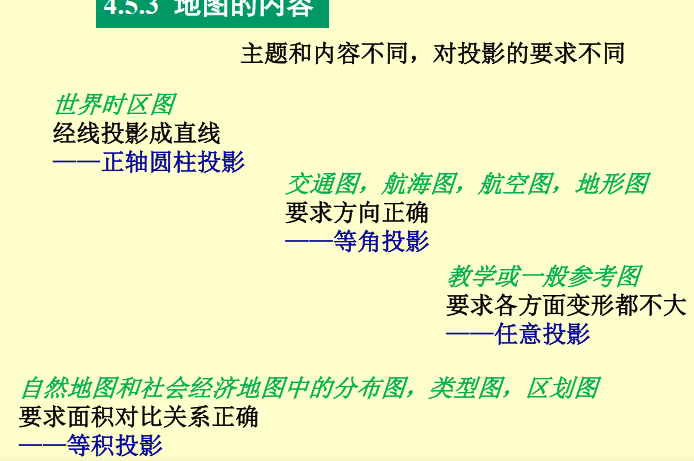 4.5.3 地图的内容
主题和内容不同，对投影的要求不同
世界时区图
经线投影成直线
——正轴圆柱投影
交通图，航海图，航空图，地形图
要求方向正确
——等角投影
教学或一般参考图
要求各方面变形都不大
——任意投影
自然地图和社会经济地图中的分布图，类型图，区划图
要求面积对比关系正确
——等积投影